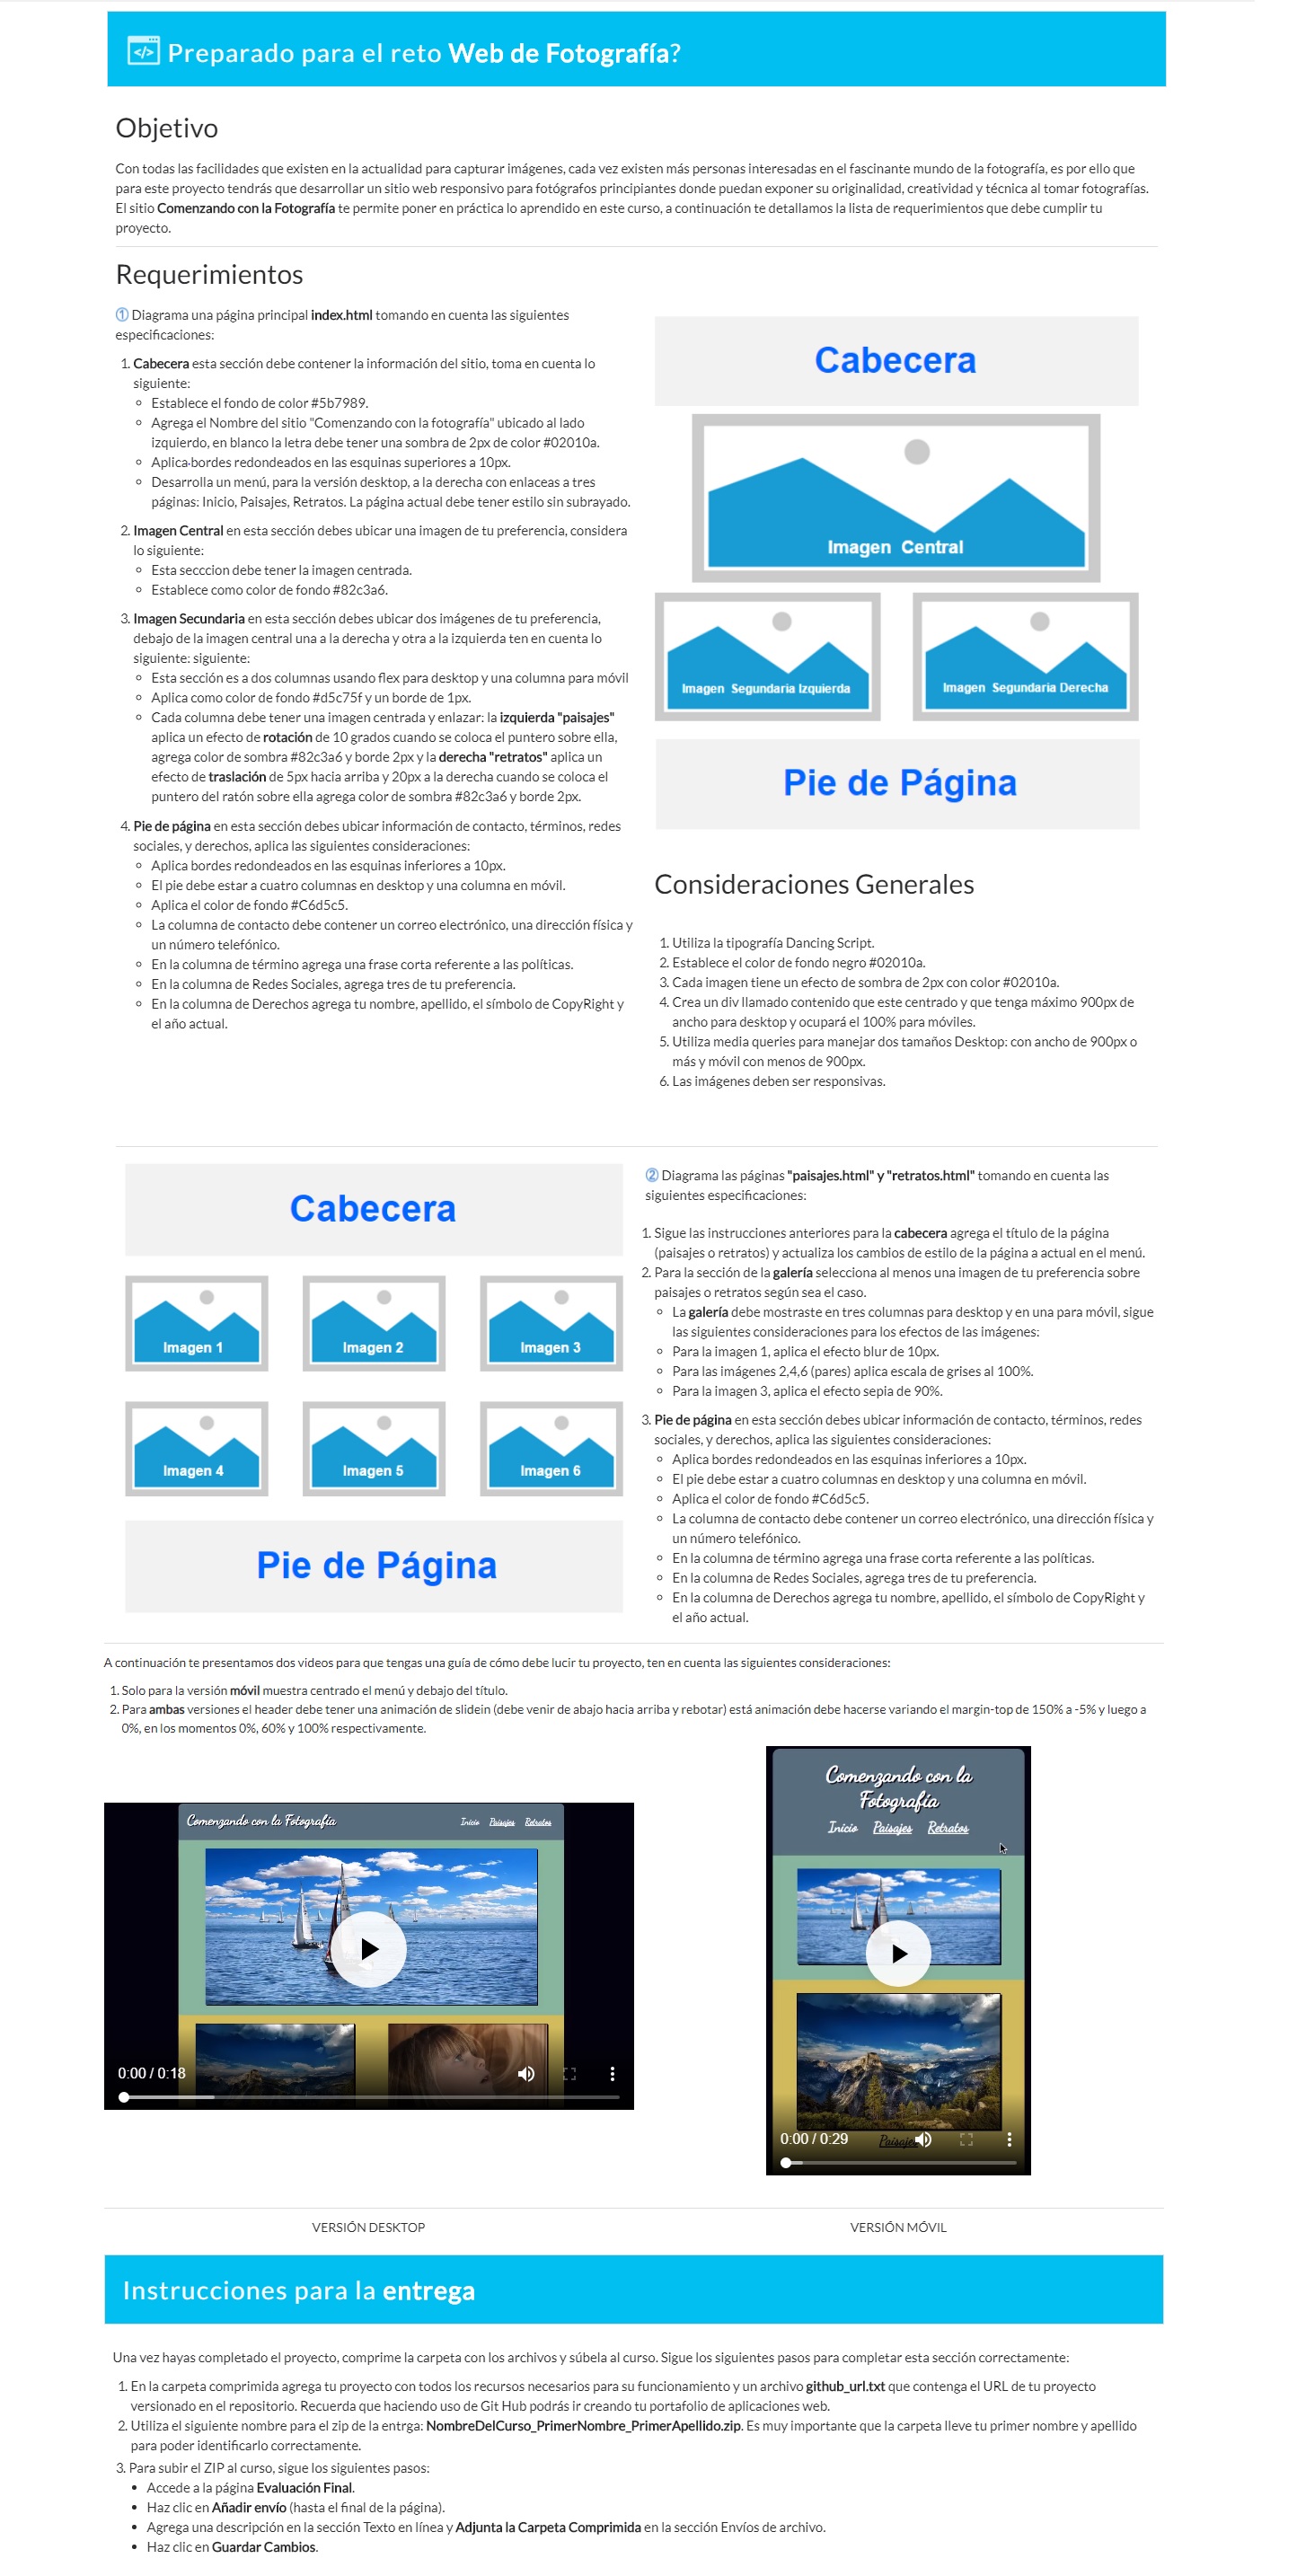 </> Preparado para el reto Web de Fotografía?
Objetivo
Con todas las facilidades que existen en la actualidad para capturar imágenes, cada vez existen más personas interesadas en el fascinante mundo de la fotografía, es por ello que
para este proyecto tendrás que desarrollar un sitio web responsivo para fotógrafos principiantes donde puedan exponer su originalidad, creatividad y técnica al tomar fotografías.
El sitio Comenzando con la Fotografía te permite poner en práctica lo aprendido en este curso, a continuación te detallamos la lista de requerimientos que debe cumplir tu
proyecto.
Requerimientos
① Diagrama una página principal index.html tomando en cuenta las siguientes
especificaciones:
1. Cabecera esta sección debe contener la información del sitio, toma en cuenta lo
siguiente:
Establece el fondo de color #5b7989.
Agrega el Nombre del sitio "Comenzando con la fotografía" ubicado al lado
izquierdo, en blanco la letra debe tener una sombra de 2px de color #02010a.
Aplica bordes redondeados en las esquinas superiores a 10px.
Desarrolla un menú, para la versión desktop, a la derecha con enlaceas a tres
páginas: Inicio, Paisajes, Retratos. La página actual debe tener estilo sin subrayado.
2. Imagen Central en esta sección debes ubicar una imagen de tu preferencia, considera
lo siguiente:
Esta secccion debe tener la imagen centrada.
Establece como color de fondo #82c3a6.
3. Imagen Secundaria en esta sección debes ubicar dos imágenes de tu preferencia,
debajo de la imagen central una a la derecha y otra a la izquierda ten en cuenta lo
siguiente: siguiente:
Esta sección es a dos columnas usando flex para desktop y una columna para móvil
Aplica como color de fondo #d5c75f y un borde de 1px.
Cada columna debe tener una imagen centrada y enlazar: la izquierda "paisajes"
aplica un efecto de rotación de 10 grados cuando se coloca el puntero sobre ella,
agrega color de sombra #82c3a6 y borde 2px y la derecha "retratos" aplica un
efecto de traslación de 5px hacia arriba y 20px a la derecha cuando se coloca el
puntero del ratón sobre ella agrega color de sombra #82c3a6 y borde 2px.
4. Pie de página en esta sección debes ubicar información de contacto, términos, redes
sociales, y derechos, aplica las siguientes consideraciones:
Aplica bordes redondeados en las esquinas inferiores a 10px.
El pie debe estar a cuatro columnas en desktop y una columna en móvil.
Aplica el color de fondo #C6d5c5.
La columna de contacto debe contener un correo electrónico, una dirección física y
un número telefónico.
En la columna de término agrega una frase corta referente a las políticas.
En la columna de Redes Sociales, agrega tres de tu preferencia.
En la columna de Derechos agrega tu nombre, apellido, el símbolo de CopyRight y
el año actual.
Cabecera
Imagen Central
Imagen Segundaria Izquierda
Imagen Segundaria Derecha
Pie de Página
Consideraciones Generales
1. Utiliza la tipografía Dancing Script.
2. Establece el color de fondo negro #02010a.
3. Cada imagen tiene un efecto de sombra de 2px con color #02010a.
4. Crea un div llamado contenido que este centrado y que tenga máximo 900px de
ancho para desktop y ocupará el 100% para móviles.
5. Utiliza media queries para manejar dos tamaños Desktop: con ancho de 900px o
más y móvil con menos de 900px.
6. Las imágenes deben ser responsivas.
Cabecera
Imagen 1
Imagen 2
Imagen 3
Imagen 4
Imagen 5
Imagen 6
Pie de Página
② Diagrama las páginas "paisajes.html" y "retratos.html" tomando en cuenta las
siguientes especificaciones:
1. Sigue las instrucciones anteriores para la cabecera agrega el título de la página
(paisajes o retratos) y actualiza los cambios de estilo de la página a actual en el menú.
2. Para la sección de la galería selecciona al menos una imagen de tu preferencia sobre
paisajes o retratos según sea el caso.
La galería debe mostraste en tres columnas para desktop y en una para móvil, sigue
las siguientes consideraciones para los efectos de las imágenes:
Para la imagen 1, aplica el efecto blur de 10px.
Para las imágenes 2,4,6 (pares) aplica escala de grises al 100%.
Para la imagen 3, aplica el efecto sepia de 90%.
3. Pie de página en esta sección debes ubicar información de contacto, términos, redes
sociales, y derechos, aplica las siguientes consideraciones:
Aplica bordes redondeados en las esquinas inferiores a 10px.
El pie debe estar a cuatro columnas en desktop y una columna en móvil.
Aplica el color de fondo #C6d5c5.
La columna de contacto debe contener un correo electrónico, una dirección física y
un número telefónico.
En la columna de término agrega una frase corta referente a las políticas.
En la columna de Redes Sociales, agrega tres de tu preferencia.
En la columna de Derechos agrega tu nombre, apellido, el símbolo de CopyRight y
el año actual.
A continuación te presentamos dos videos para que tengas una guía de cómo debe lucir tu proyecto, ten en cuenta las siguientes consideraciones:
1. Solo para la versión móvil muestra centrado el menú y debajo del título.
2. Para ambas versiones el header debe tener una animación de slidein (debe venir de abajo hacia arriba y rebotar) está animación debe hacerse variando el margin-top de 150% a -5% y luego a
0%, en los momentos 0%, 60% y 100% respectivamente.
Comenzando con la Fotografía
Inicio Paisajes Retratos
0:00 / 0:18
Comenzando con la
Fotografía
Inicio Paisajes Retratos
Paisajes
0:00 / 0:29
VERSIÓN DESKTOP
VERSIÓN MÓVIL
Instrucciones para la entrega
Una vez hayas completado el proyecto, comprime la carpeta con los archivos y súbela al curso. Sigue los siguientes pasos para completar esta sección correctamente:
1. En la carpeta comprimida agrega tu proyecto con todos los recursos necesarios para su funcionamiento y un archivo github_url.txt que contenga el URL de tu proyecto
versionado en el repositorio. Recuerda que haciendo uso de Git Hub podrás ir creando tu portafolio de aplicaciones web.
2. Utiliza el siguiente nombre para el zip de la entrga: NombreDelCurso_PrimerNombre_PrimerApellido.zip. Es muy importante que la carpeta lleve tu primer nombre y apellido
para poder identificarlo correctamente.
3. Para subir el ZIP al curso, sigue los siguientes pasos:
Accede a la página Evaluación Final.
Haz clic en Añadir envío (hasta el final de la página).
Agrega una descripción en la sección Texto en línea y Adjunta la Carpeta Comprimida en la sección Envíos de archivo.
Haz clic en Guardar Cambios.